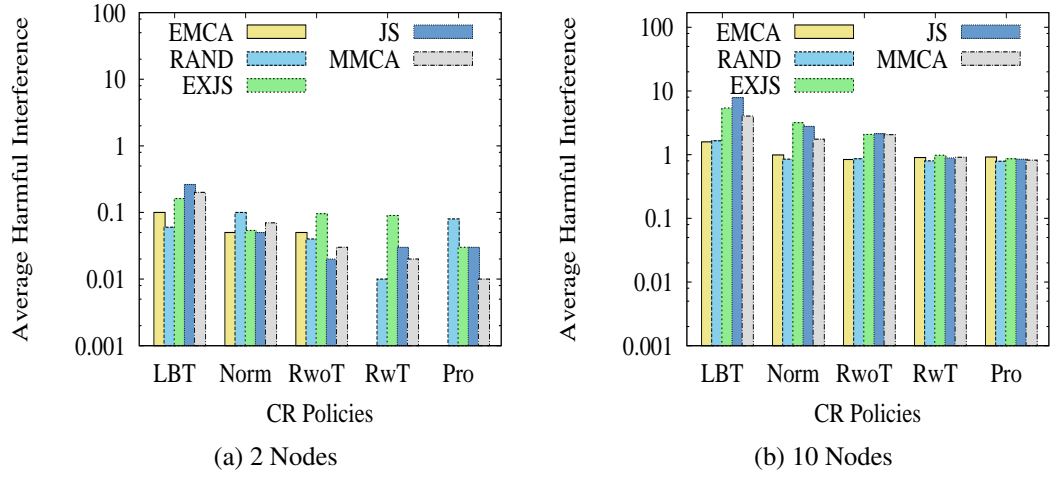 Average Harmful Interference
100
10
1
0.1
0.01
0.001
EMCA
RAND
EXJS
JS
MMCA
LBT Norm RwoT RwT Pro
CR Policies
(a) 2 Nodes
Average Harmful Interference
100
10
1
0.1
0.01
0.001
EMCA
RAND
EXJS
JS
MMCA
LBT Norm RwoT RwT Pro
CR Policies
(b) 10 Nodes